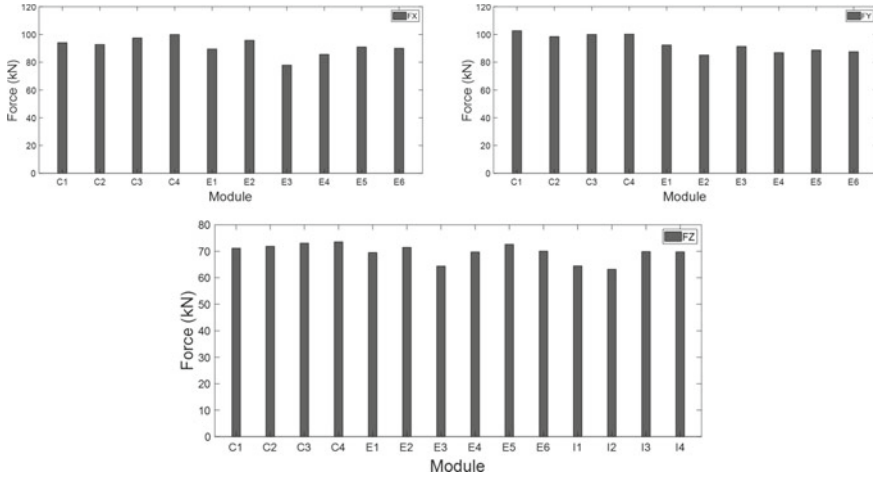 FX
120
100
80
60
40
20
0
Force (kN)
C1 C2 C3 C4 E1 E2 E3 E4 E5 E6
Module
FY
120
100
80
60
40
20
0
Force (kN)
C1 C2 C3 C4 E1 E2 E3 E4 E5 E6
Module
FZ
80
70
60
50
40
30
20
10
0
Force (kN)
C1 C2 C3 C4 E1 E2 E3 E4 E5 E6 I1 I2 I3 I4
Module